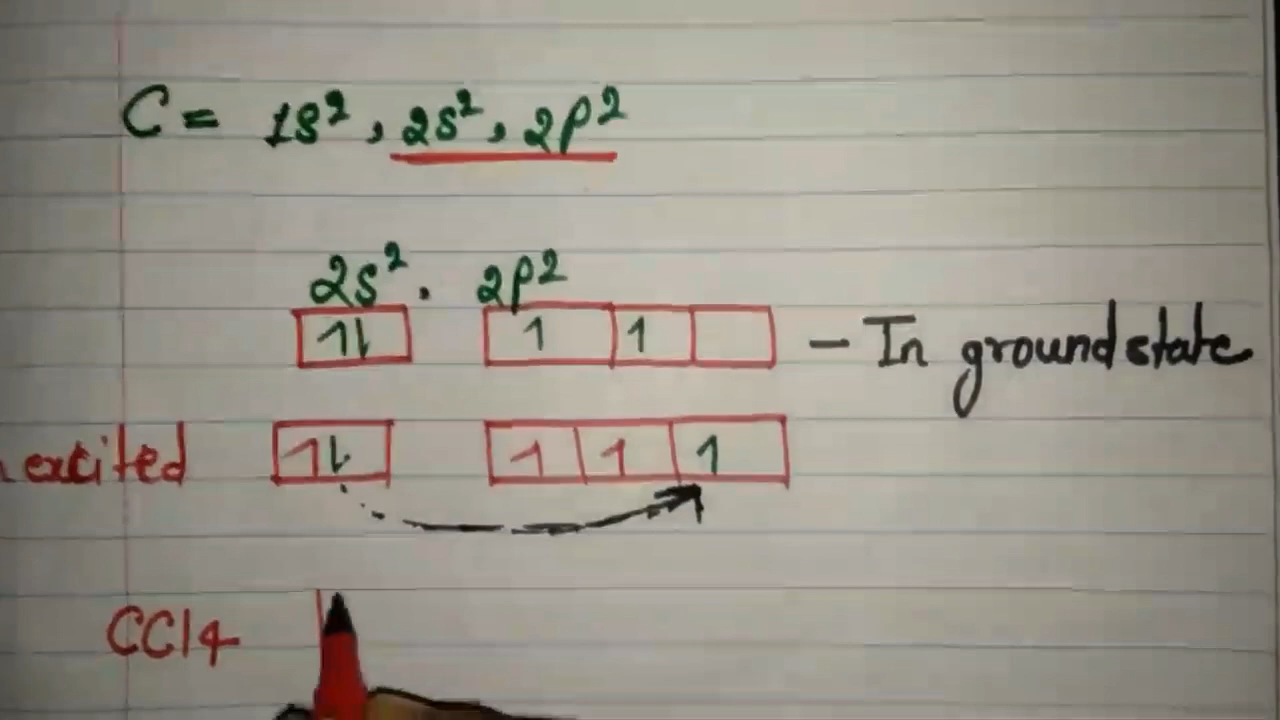 C = 1s², 2s², 2p²
2s². 2p²
1⇂ 1 1 - In ground state
excited 1⇂ 1 1 1
CCl4